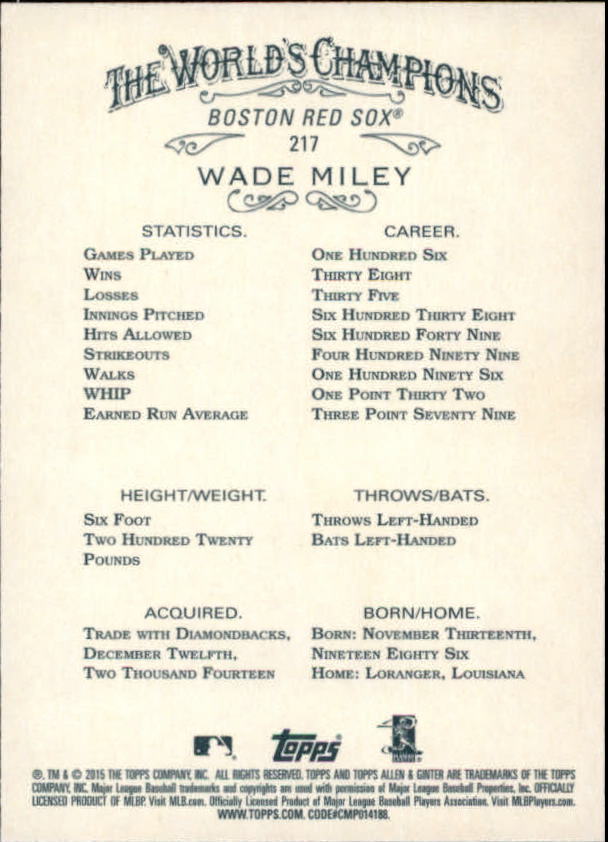 THE WORLD'S CHAMPIONS
BOSTON RED SOX®
217
WADE MILEY
STATISTICS. CAREER.
GAMES PLAYED ONE HUNDRED SIX
WINS THIRTY EIGHT
LOSSES THIRTY FIVE
INNINGS PITCHED SIX HUNDRED THIRTY EIGHT
HITS ALLOWED SIX HUNDRED FORTY NINE
STRIKEOUTS FOUR HUNDRED NINETY NINE
WALKS ONE HUNDRED NINETY SIX
WHIP ONE POINT THIRTY TWO
EARNED RUN AVERAGE THREE POINT SEVENTY NINE
HEIGHT/WEIGHT. THROWS/BATS.
SIX FOOT THROWS LEFT-HANDED
TWO HUNDRED TWENTY BATS LEFT-HANDED
POUNDS
ACQUIRED. BORN/HOME.
TRADE WITH DIAMONDBACKS, BORN: NOVEMBER THIRTEENTH,
DECEMBER TWELFTH, NINETEEN EIGHTY SIX
TWO THOUSAND FOURTEEN HOME: LORANGER, LOUISIANA
topps
®, TM & © 2015 THE TOPPS COMPANY, INC. ALL RIGHTS RESERVED. TOPPS AND TOPPS ALLEN & GINTER ARE TRADEMARKS OF THE TOPPS
COMPANY, INC. Major League Baseball trademarks and copyrights are used with permission of Major League Baseball Properties, Inc. OFFICIALLY
LICENSED PRODUCT OF MLBP. Visit MLB.com. Officially Licensed Product of Major League Baseball Players Association. Visit MLBPlayers.com.
WWW.TOPPS.COM. CODE#CMP014188.